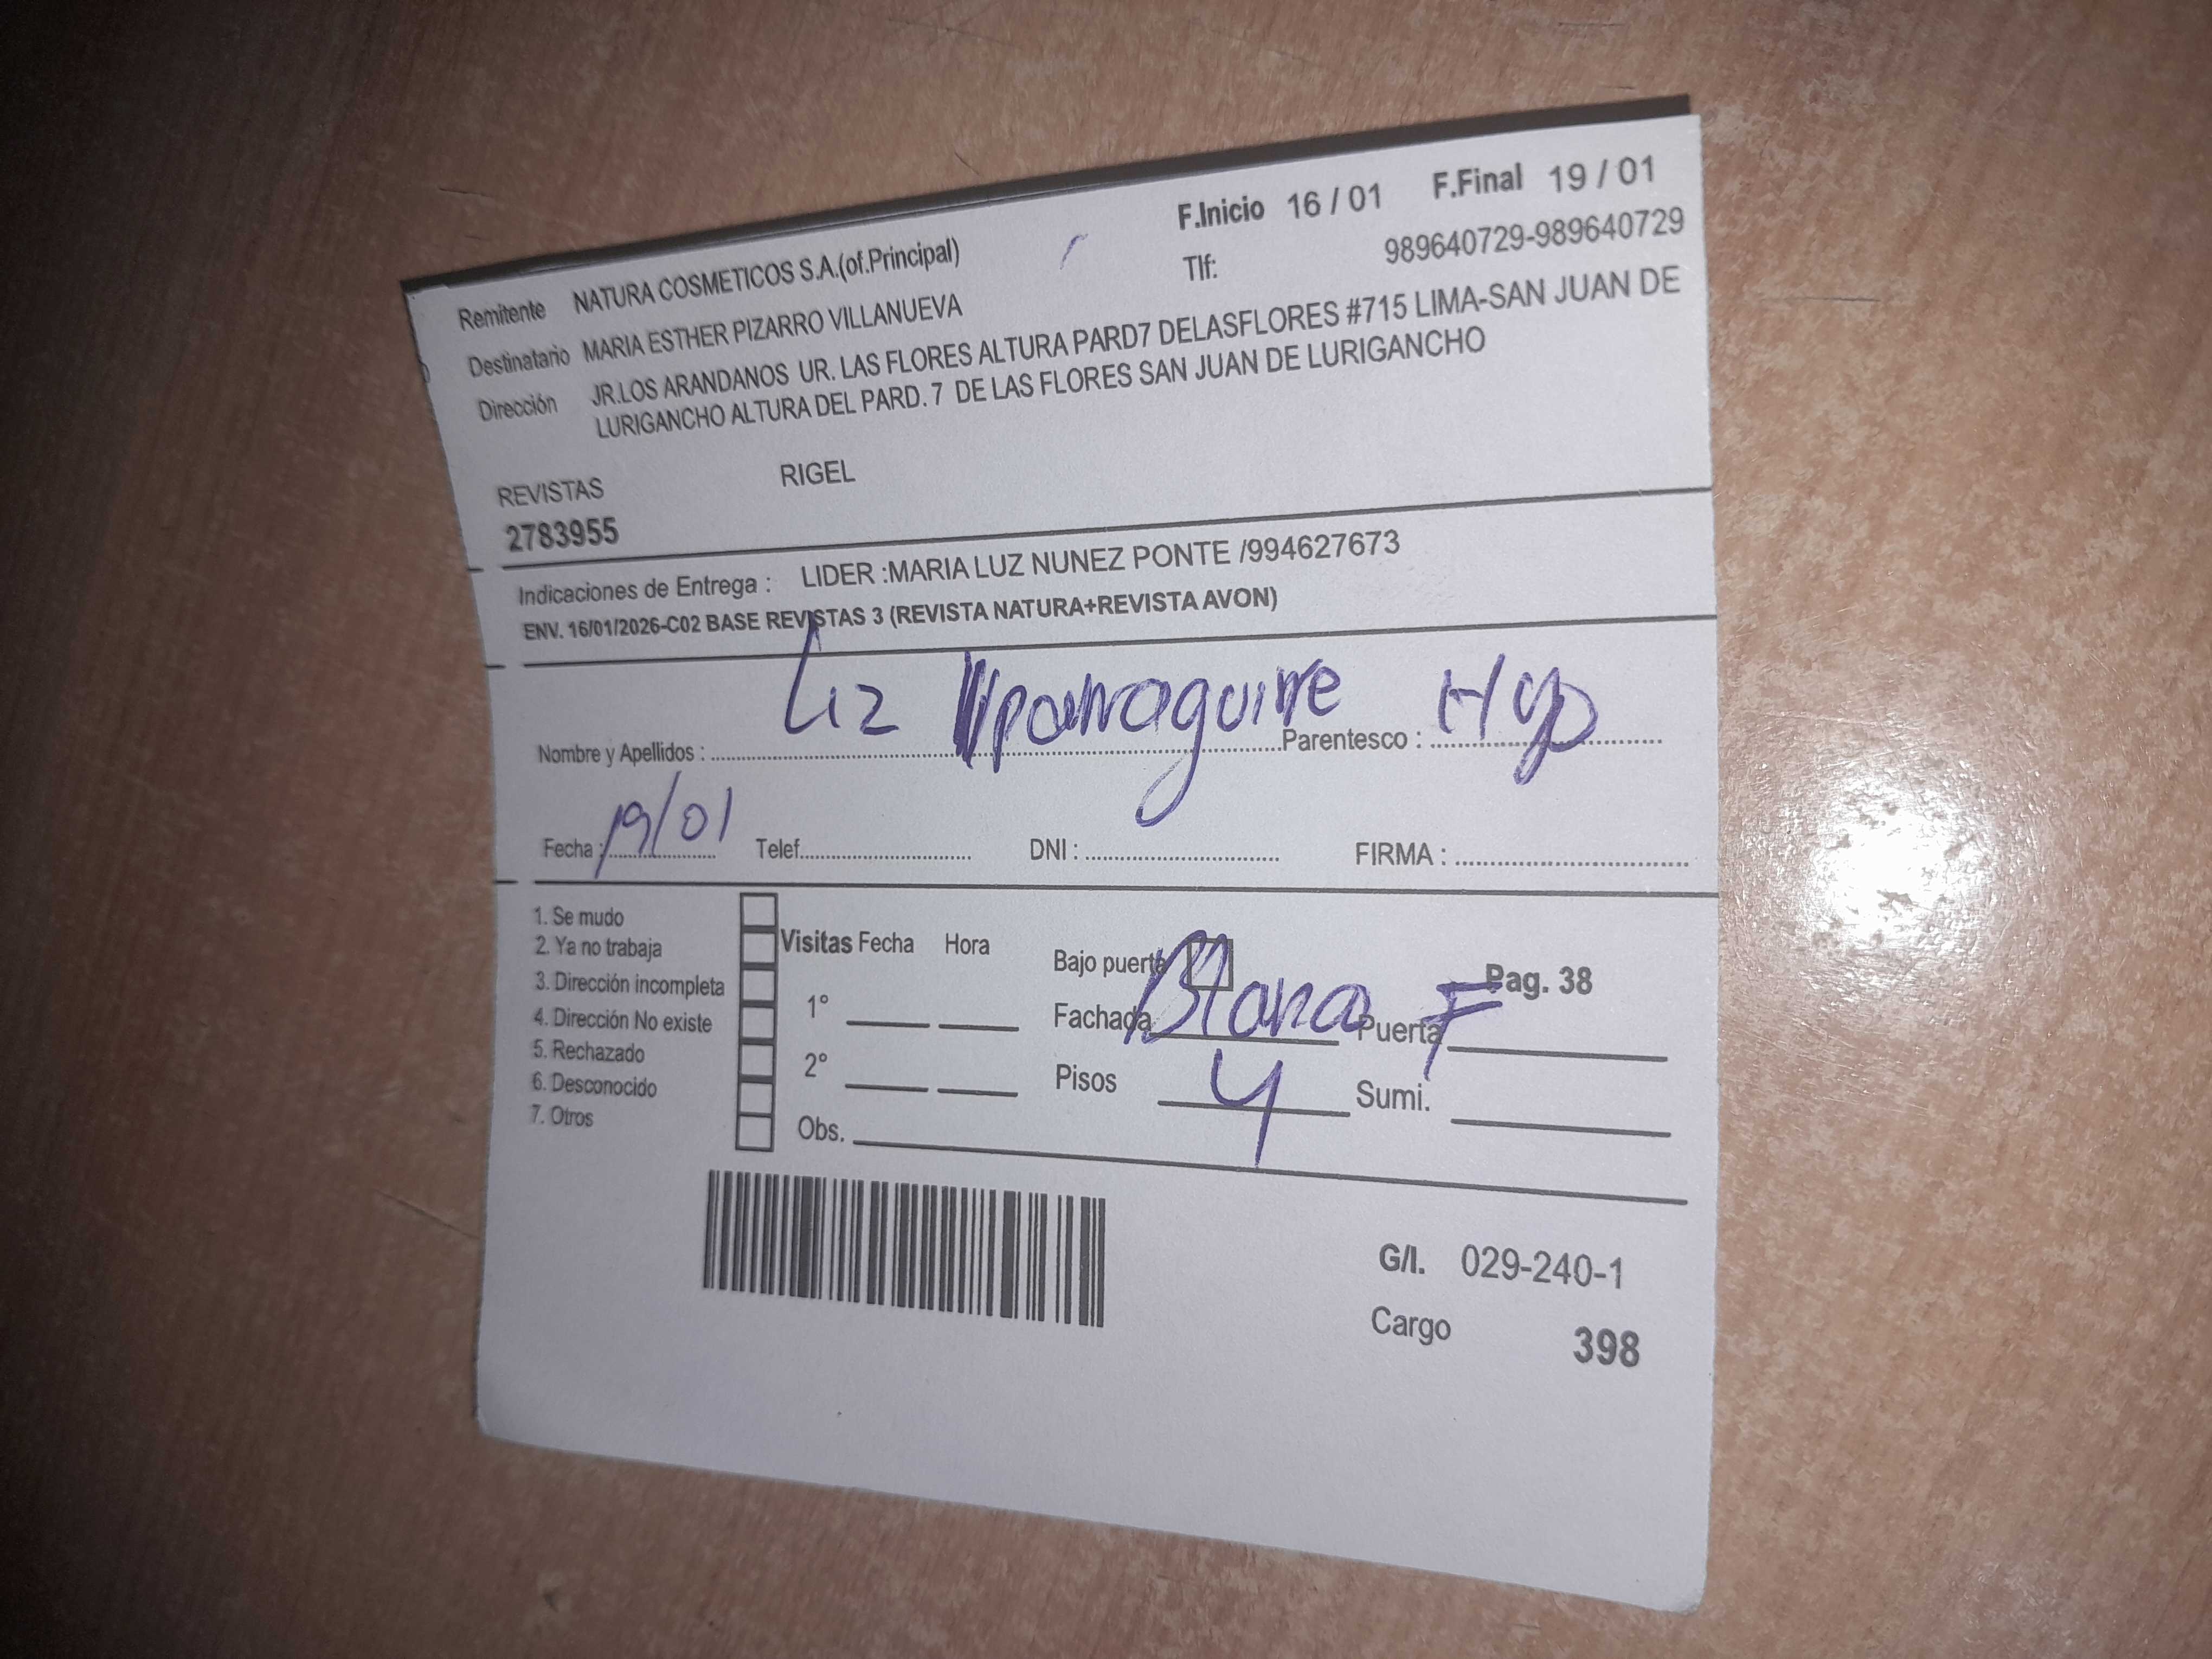 F.Inicio 16 / 01 F.Final 19 / 01
Remitente NATURA COSMETICOS S.A.(of.Principal)
Tlf: 989640729-989640729
Destinatario MARIA ESTHER PIZARRO VILLANUEVA
Dirección JR.LOS ARANDANOS UR. LAS FLORES ALTURA PARD7 DELASFLORES #715 LIMA-SAN JUAN DE
LURIGANCHO ALTURA DEL PARD. 7 DE LAS FLORES SAN JUAN DE LURIGANCHO
REVISTAS RIGEL
2783955
Indicaciones de Entrega : LIDER :MARIA LUZ NUNEZ PONTE /994627673
ENV. 16/01/2026-C02 BASE REVISTAS 3 (REVISTA NATURA+REVISTA AVON)
Nombre y Apellidos : Liz Parentesco :
Fecha : 19/01 Telef. DNI : FIRMA :
1. Se mudo
2. Ya no trabaja
3. Dirección incompleta
4. Dirección No existe
5. Rechazado
6. Desconocido
7. Otros
Visitas Fecha Hora
1°
2°
Obs.
Bajo puerta
Fachada Puerta F
Pisos 4 Sumi.
Pag. 38
G/I. 029-240-1
Cargo 398